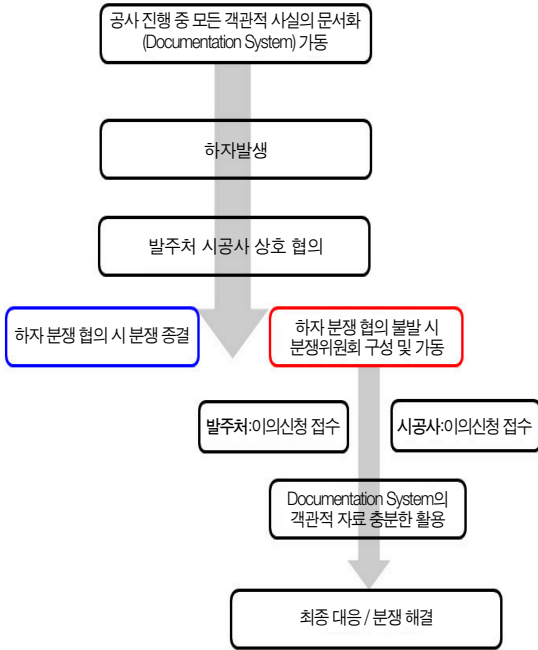 공사 진행 중 모든 객관적 사실의 문서화
(Documentation System) 가동
하자발생
발주처 시공사 상호 협의
하자 분쟁 협의 시 분쟁 종결
하자 분쟁 협의 불발 시
분쟁위원회 구성 및 가동
발주처:이의신청 접수
시공사:이의신청 접수
Documentation System의
객관적 자료 충분한 활용
최종 대응 / 분쟁 해결